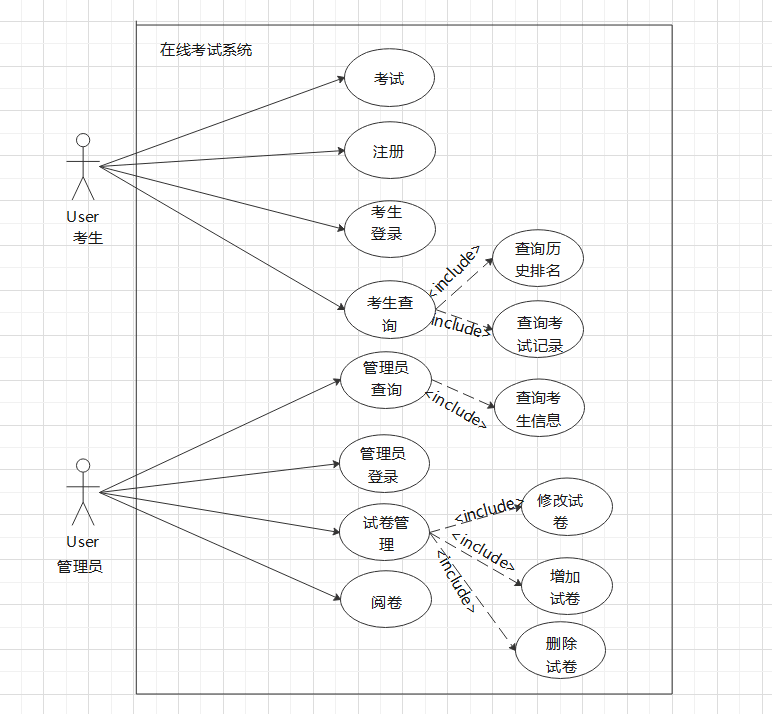 在线考试系统
考试
注册
User
考生
考生
登录
<include>
查询历
史排名
考生查
询
include>
查询考
试记录
管理员
查询
<include>
查询考
生信息
管理员
登录
User
管理员
试卷管
理
<include>
修改试
卷
<include>
增加
试卷
<include>
删除
试卷
阅卷